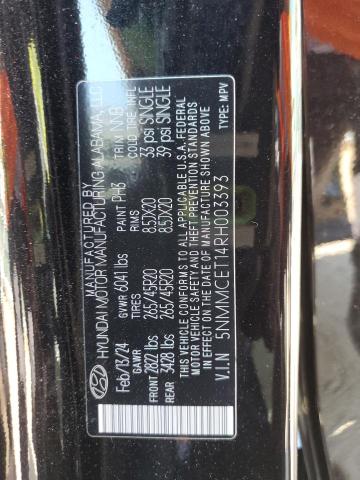 MANUFACTURED BY
HYUNDAI MOTOR MANUFACTURING ALABAMA, LLC
Feb/13/24 GVWR 6041 lbs PAINT PH3 TRIM NNB
GAWR TIRES RIMS COLD TIRE INFL
FRONT 2822 lbs 265/45R20 8.5JX20 33 PSI SINGLE
REAR 3428 lbs 265/45R20 8.5JX20 39 PSI SINGLE
THIS VEHICLE CONFORMS TO ALL APPLICABLE U.S.A. FEDERAL
MOTOR VEHICLE SAFETY AND THEFT PREVENTION STANDARDS
IN EFFECT ON THE DATE OF MANUFACTURE SHOWN ABOVE.
V.I.N 5NMMCET14RH003393 TYPE: MPV